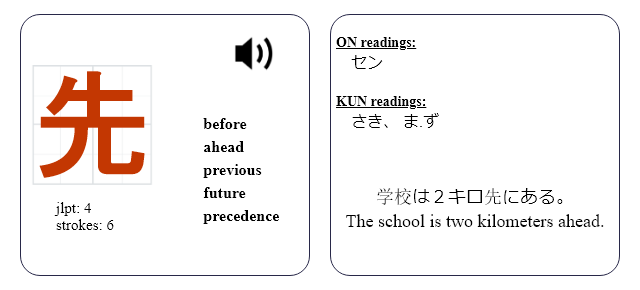 先
before
ahead
previous
future
precedence
jlpt: 4
strokes: 6
ON readings:
セン
KUN readings:
さき、 ま.ず
学校は２キロ先にある。
The school is two kilometers ahead.